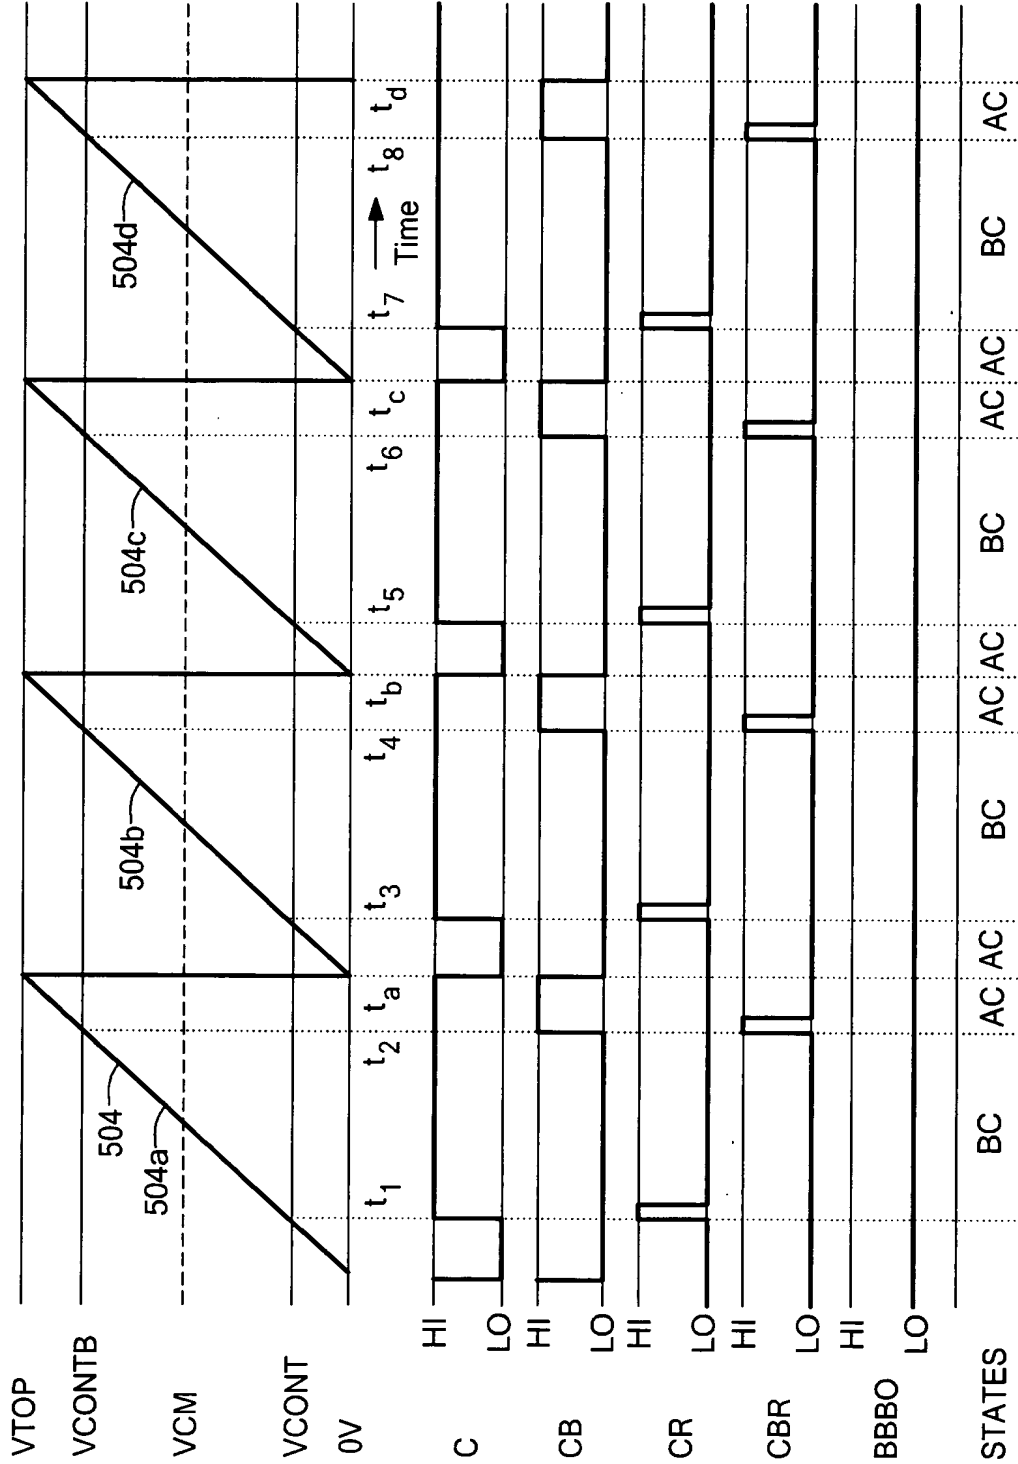 VTOP
504
504a
504b
504c
504d
VCONTB
VCM
VCONT
0V
t1 t2 ta t3 t4 tb t5 t6 tc t7 t8 td
Time
C HI
LO
CB HI
LO
CR HI
LO
CBR HI
LO
BBBO HI
LO
STATES BC AC AC BC AC AC BC AC AC BC AC